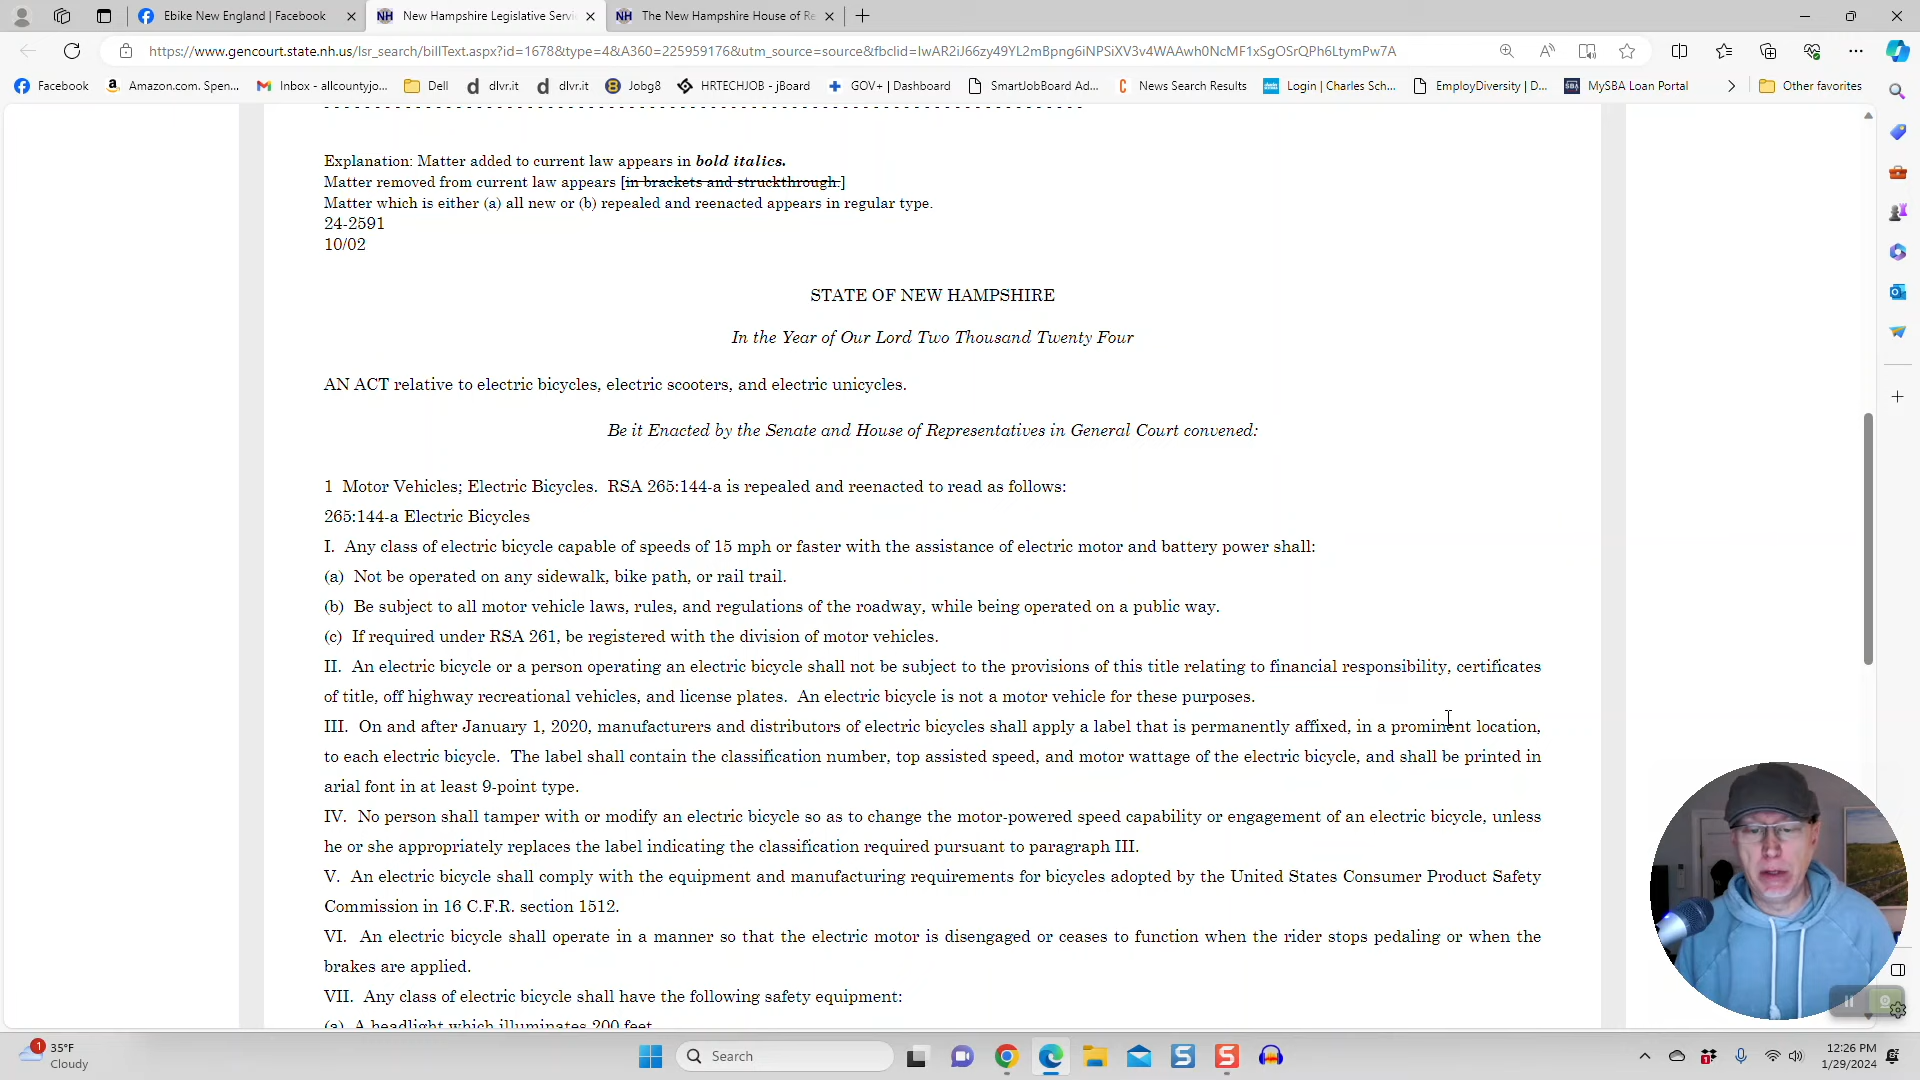 Ebike New England | Facebook
New Hampshire Legislative Servi
The New Hampshire House of Re
https://www.gencourt.state.nh.us/lsr_search/billText.aspx?id=1678&type=4&A360=225959176&utm_source=source&fbclid=IwAR2iJ66zy49YL2mBpng6iNPSiXV3v4WAAwh0NcMF1xSgOSrQPh6LtymPw7A
Facebook
Amazon.com. Spen...
Inbox - allcountyjo...
Dell
dlvr.it
dlvr.it
Jobg8
HRTECHJOB - jBoard
GOV+ | Dashboard
SmartJobBoard Ad...
News Search Results
Login | Charles Sch...
EmployDiversity | D...
MySBA Loan Portal
Other favorites
Explanation: Matter added to current law appears in bold italics.
Matter removed from current law appears [in brackets and struckthrough.]
Matter which is either (a) all new or (b) repealed and reenacted appears in regular type.
24-2591
10/02
STATE OF NEW HAMPSHIRE
In the Year of Our Lord Two Thousand Twenty Four
AN ACT relative to electric bicycles, electric scooters, and electric unicycles.
Be it Enacted by the Senate and House of Representatives in General Court convened:
1 Motor Vehicles; Electric Bicycles. RSA 265:144-a is repealed and reenacted to read as follows:
265:144-a Electric Bicycles
I. Any class of electric bicycle capable of speeds of 15 mph or faster with the assistance of electric motor and battery power shall:
(a) Not be operated on any sidewalk, bike path, or rail trail.
(b) Be subject to all motor vehicle laws, rules, and regulations of the roadway, while being operated on a public way.
(c) If required under RSA 261, be registered with the division of motor vehicles.
II. An electric bicycle or a person operating an electric bicycle shall not be subject to the provisions of this title relating to financial responsibility, certificates
of title, off highway recreational vehicles, and license plates. An electric bicycle is not a motor vehicle for these purposes.
III. On and after January 1, 2020, manufacturers and distributors of electric bicycles shall apply a label that is permanently affixed, in a prominent location,
to each electric bicycle. The label shall contain the classification number, top assisted speed, and motor wattage of the electric bicycle, and shall be printed in
arial font in at least 9-point type.
IV. No person shall tamper with or modify an electric bicycle so as to change the motor-powered speed capability or engagement of an electric bicycle, unless
he or she appropriately replaces the label indicating the classification required pursuant to paragraph III.
V. An electric bicycle shall comply with the equipment and manufacturing requirements for bicycles adopted by the United States Consumer Product Safety
Commission in 16 C.F.R. section 1512.
VI. An electric bicycle shall operate in a manner so that the electric motor is disengaged or ceases to function when the rider stops pedaling or when the
brakes are applied.
VII. Any class of electric bicycle shall have the following safety equipment:
(a) A headlight which illuminates 200 feet
1
35°F
Cloudy
Search
12:26 PM
1/29/2024